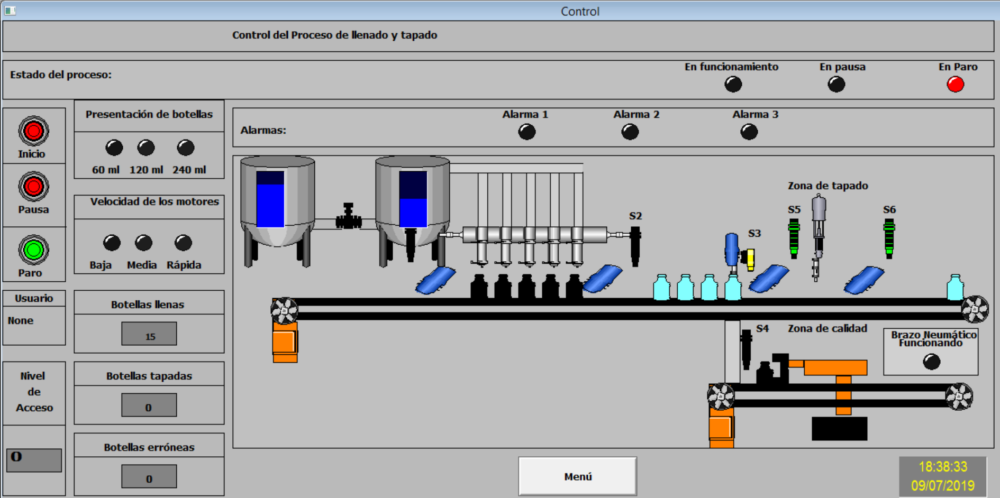 Control
Control del Proceso de llenado y tapado
Estado del proceso:
En funcionamiento
En pausa
En Paro
Inicio
Pausa
Paro
Presentación de botellas
60 ml 120 ml 240 ml
Velocidad de los motores
Baja Media Rápida
Alarmas:
Alarma 1
Alarma 2
Alarma 3
Usuario
None
Nivel
de
Acceso
0
Botellas llenas
15
Botellas tapadas
0
Botellas erróneas
0
Zona de tapado
S2
S3
S5
S6
S4
Zona de calidad
Brazo Neumático
Funcionando
Menú
18:38:33
09/07/2019